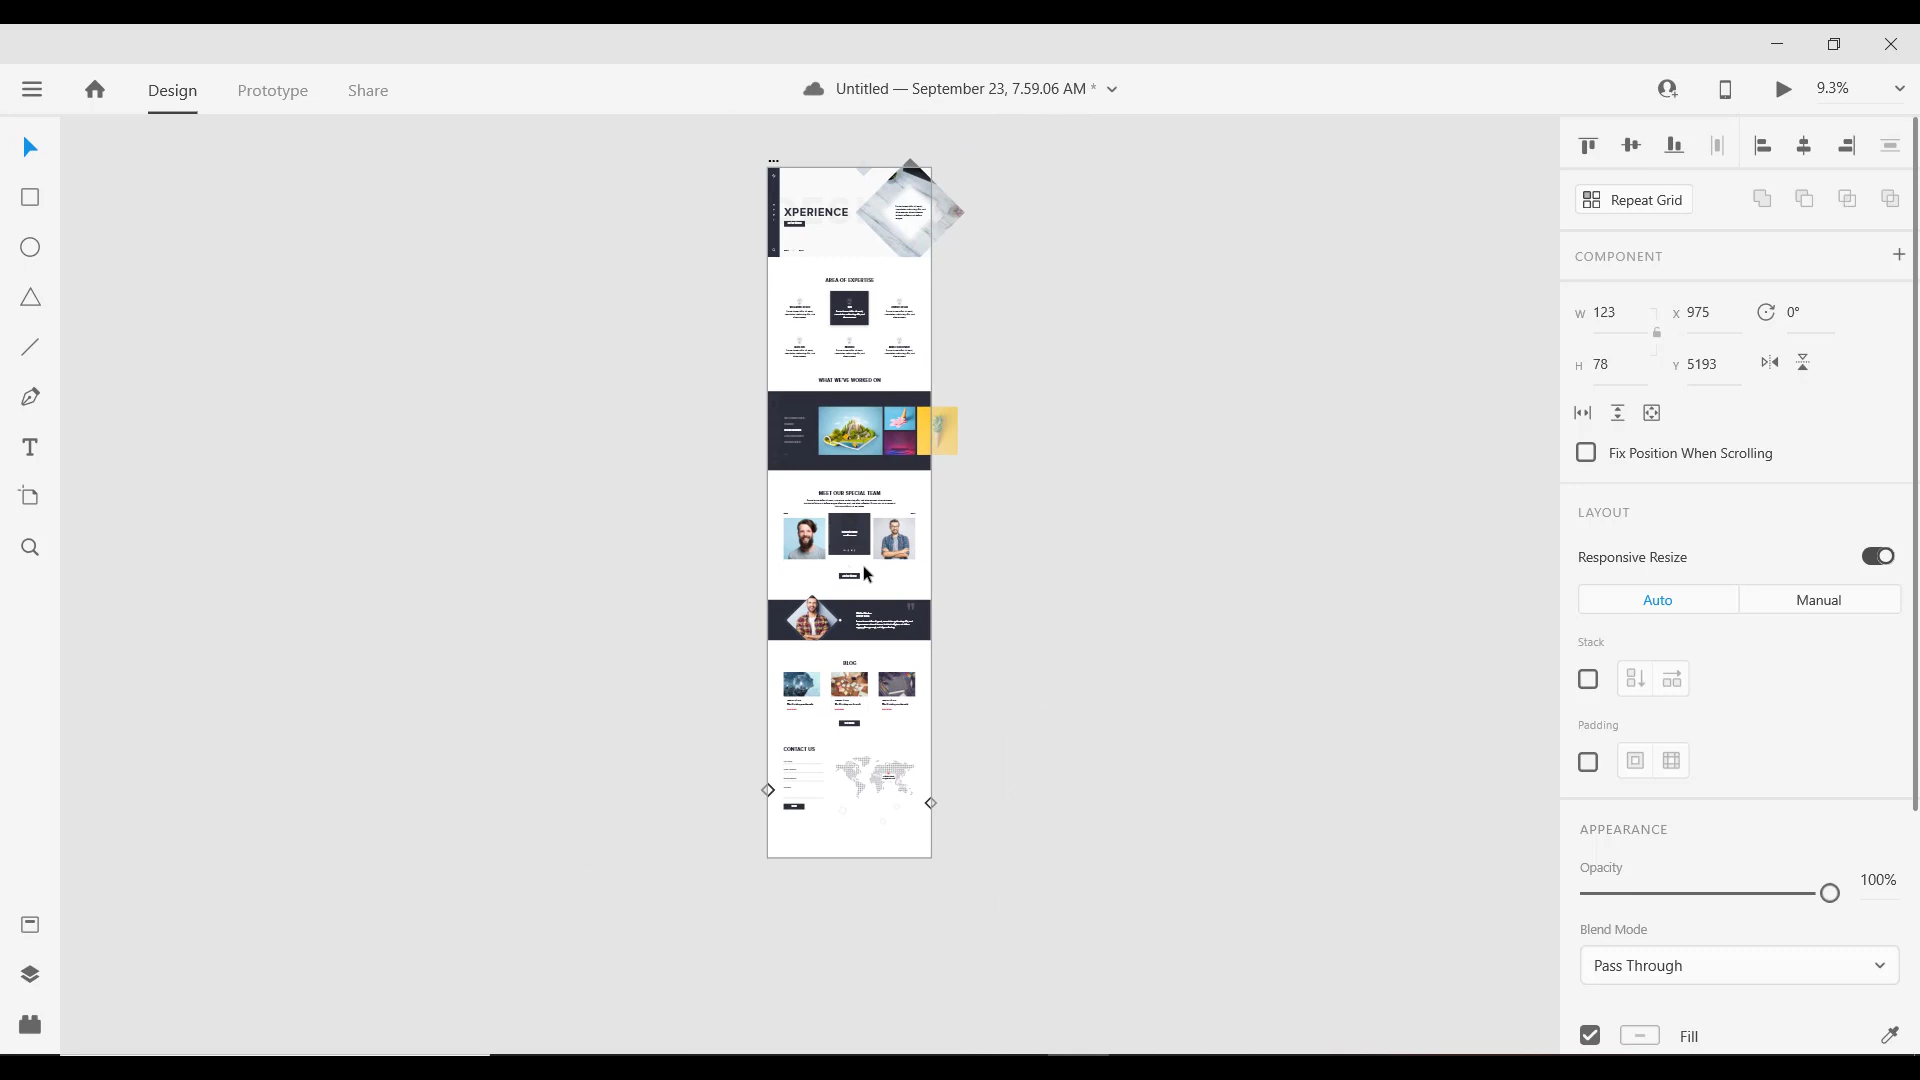 Design
Prototype
Share
Untitled — September 23, 7.59.06 AM *
9.3%
Repeat Grid
COMPONENT
W 123
X 975
0°
H 78
Y 5193
Fix Position When Scrolling
LAYOUT
Responsive Resize
Auto
Manual
Stack
Padding
APPEARANCE
Opacity
100%
Blend Mode
Pass Through
Fill
XPERIENCE
AREA OF EXPERTISE
WHAT WE'VE WORKED ON
MEET OUR SPECIAL TEAM
BLOG
CONTACT US